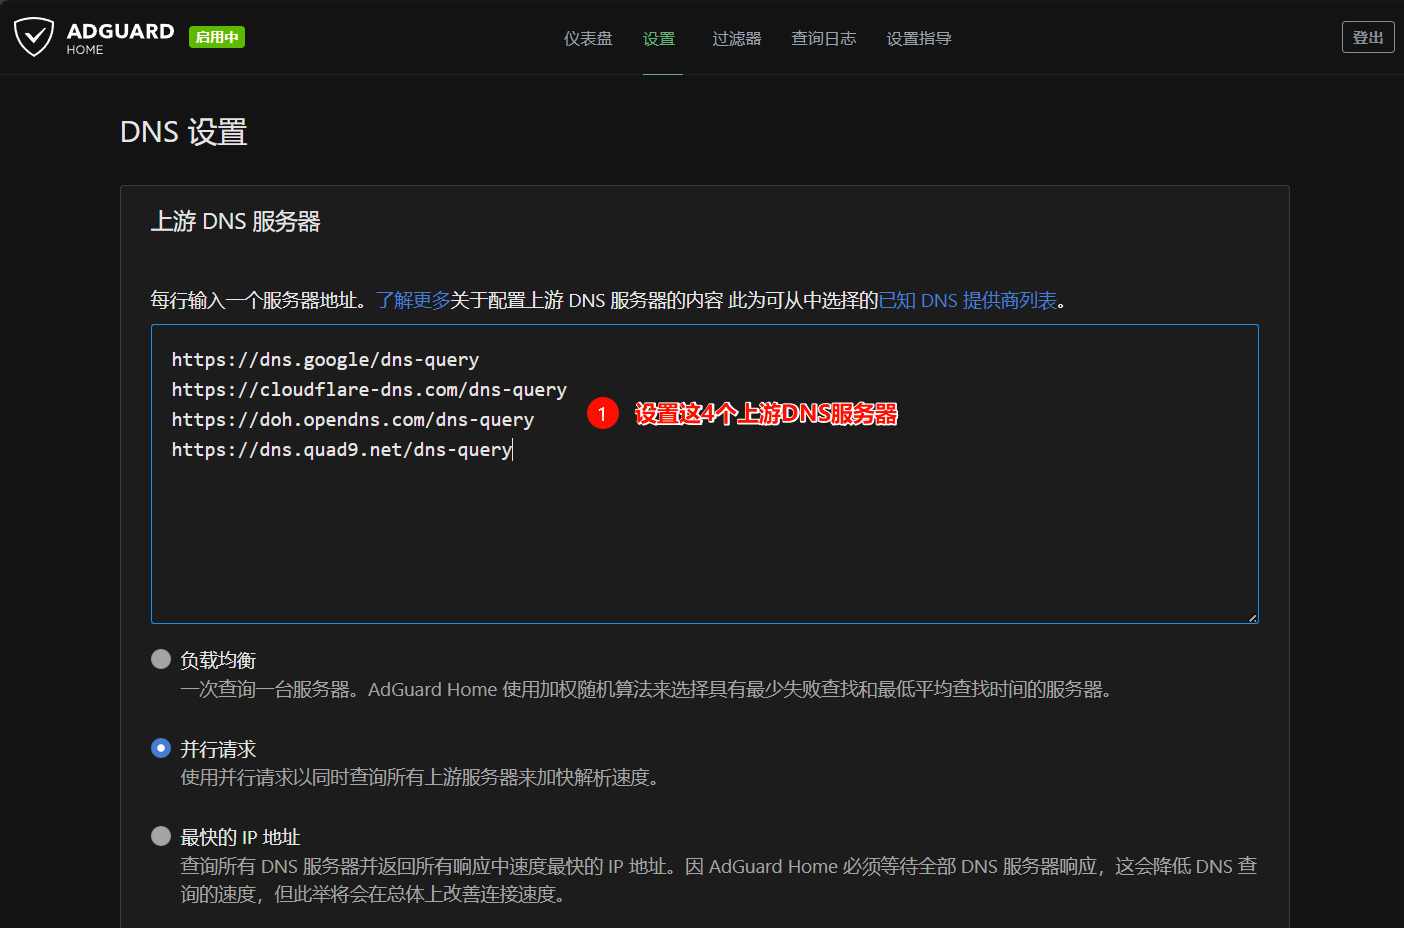 ADGUARD
HOME
启用中
仪表盘 设置 过滤器 查询日志 设置指导
登出
DNS 设置
上游 DNS 服务器
每行输入一个服务器地址。了解更多关于配置上游 DNS 服务器的内容 此为可从中选择的已知 DNS 提供商列表。
https://dns.google/dns-query
https://cloudflare-dns.com/dns-query
https://doh.opendns.com/dns-query
https://dns.quad9.net/dns-query
1 设置这4个上游DNS服务器
负载均衡
一次查询一台服务器。AdGuard Home 使用加权随机算法来选择具有最少失败查找和最低平均查找时间的服务器。
并行请求
使用并行请求以同时查询所有上游服务器来加快解析速度。
最快的 IP 地址
查询所有 DNS 服务器并返回所有响应中速度最快的 IP 地址。因 AdGuard Home 必须等待全部 DNS 服务器响应，这会降低 DNS 查
询的速度，但此举将会在总体上改善连接速度。